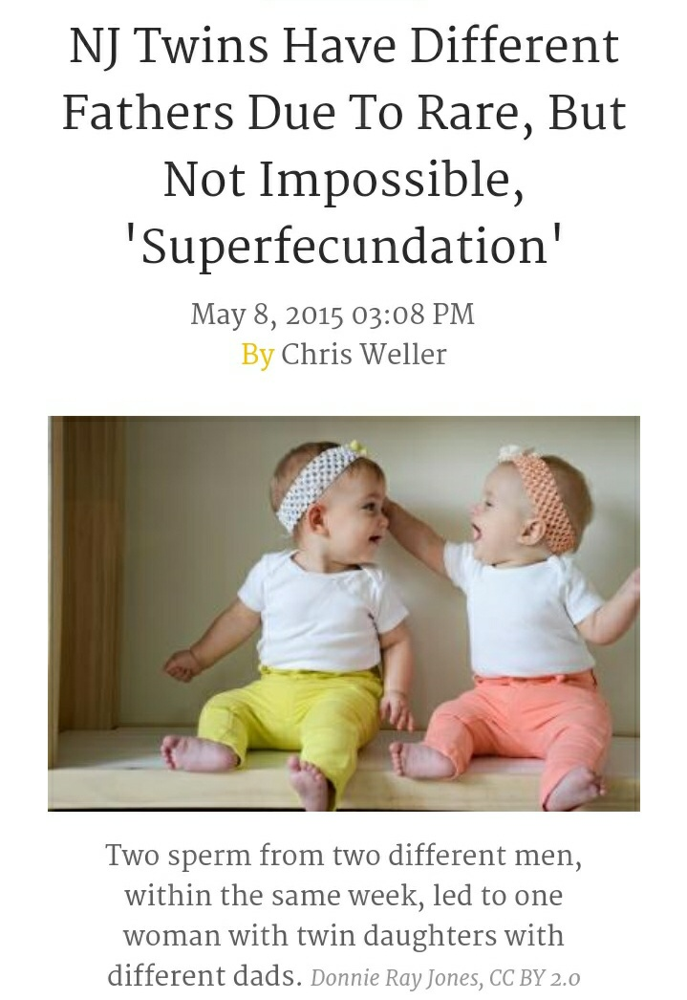 NJ Twins Have Different
Fathers Due To Rare, But
Not Impossible,
'Superfecundation'
May 8, 2015 03:08 PM
By Chris Weller
Two sperm from two different men,
within the same week, led to one
woman with twin daughters with
different dads. Donnie Ray Jones, CC BY 2.0